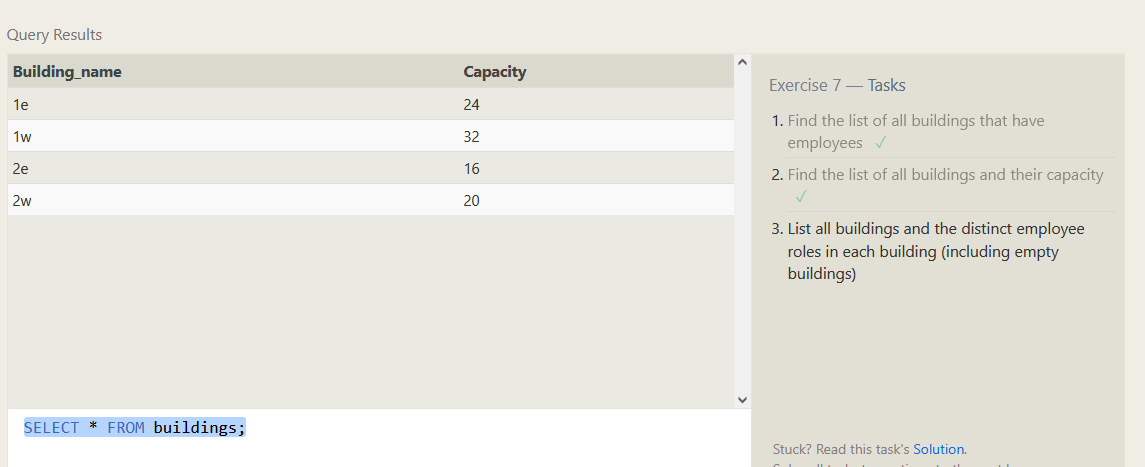 Query Results
Building_name Capacity
1e 24
1w 32
2e 16
2w 20
SELECT * FROM buildings;
Exercise 7 — Tasks
1. Find the list of all buildings that have
employees ✓
2. Find the list of all buildings and their capacity
✓
3. List all buildings and the distinct employee
roles in each building (including empty
buildings)
Stuck? Read this task's Solution.